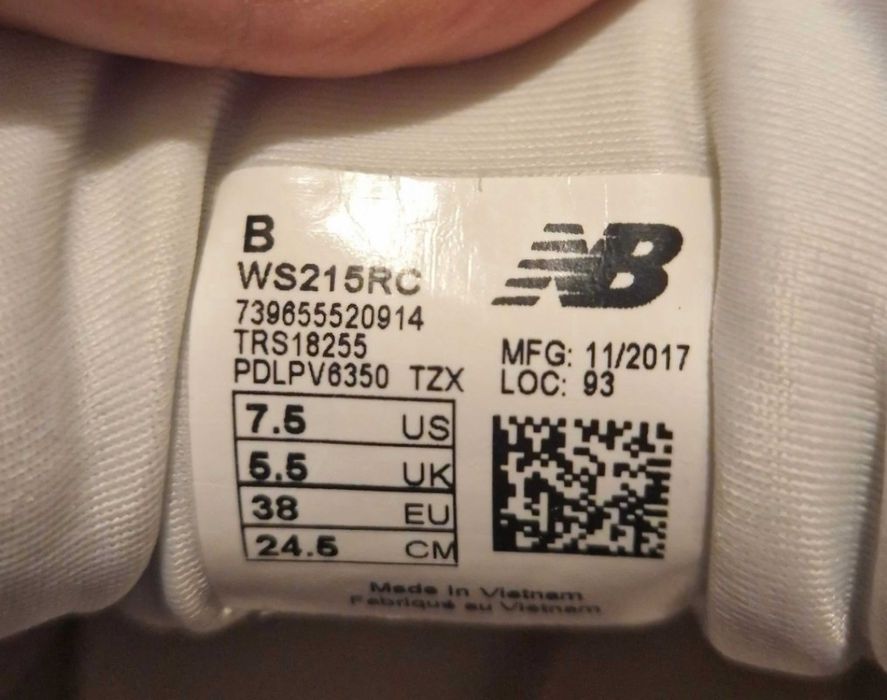 B
NB
WS215RC
739655520914
TRS18255
PDLPV6350 TZX
MFG: 11/2017
LOC: 93
7.5 US
5.5 UK
38 EU
24.5 CM
Made in Vietnam
Fabriqué au Vietnam